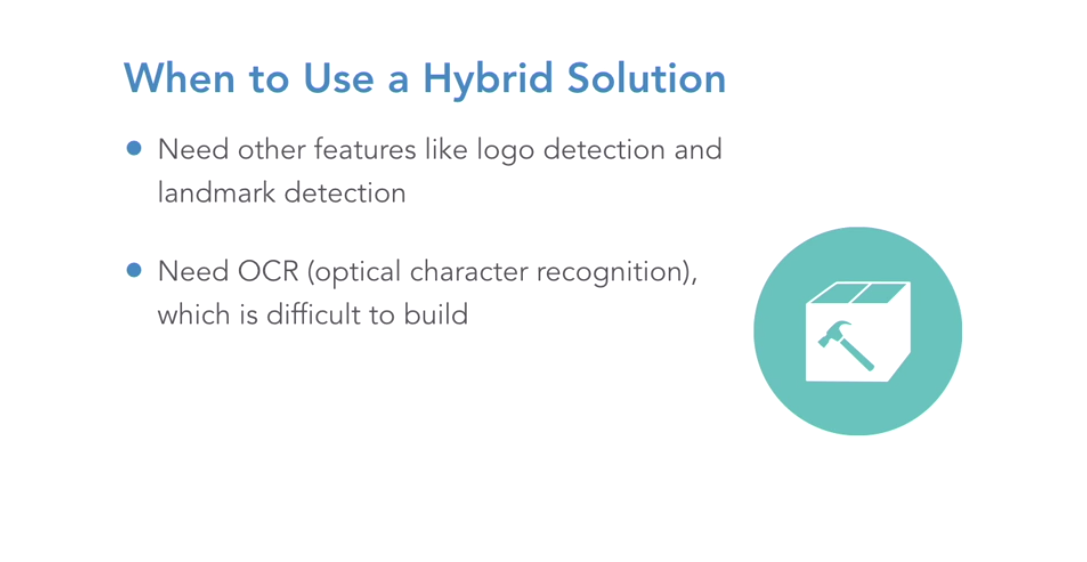 When to Use a Hybrid Solution
● Need other features like logo detection and
landmark detection
● Need OCR (optical character recognition),
which is difficult to build